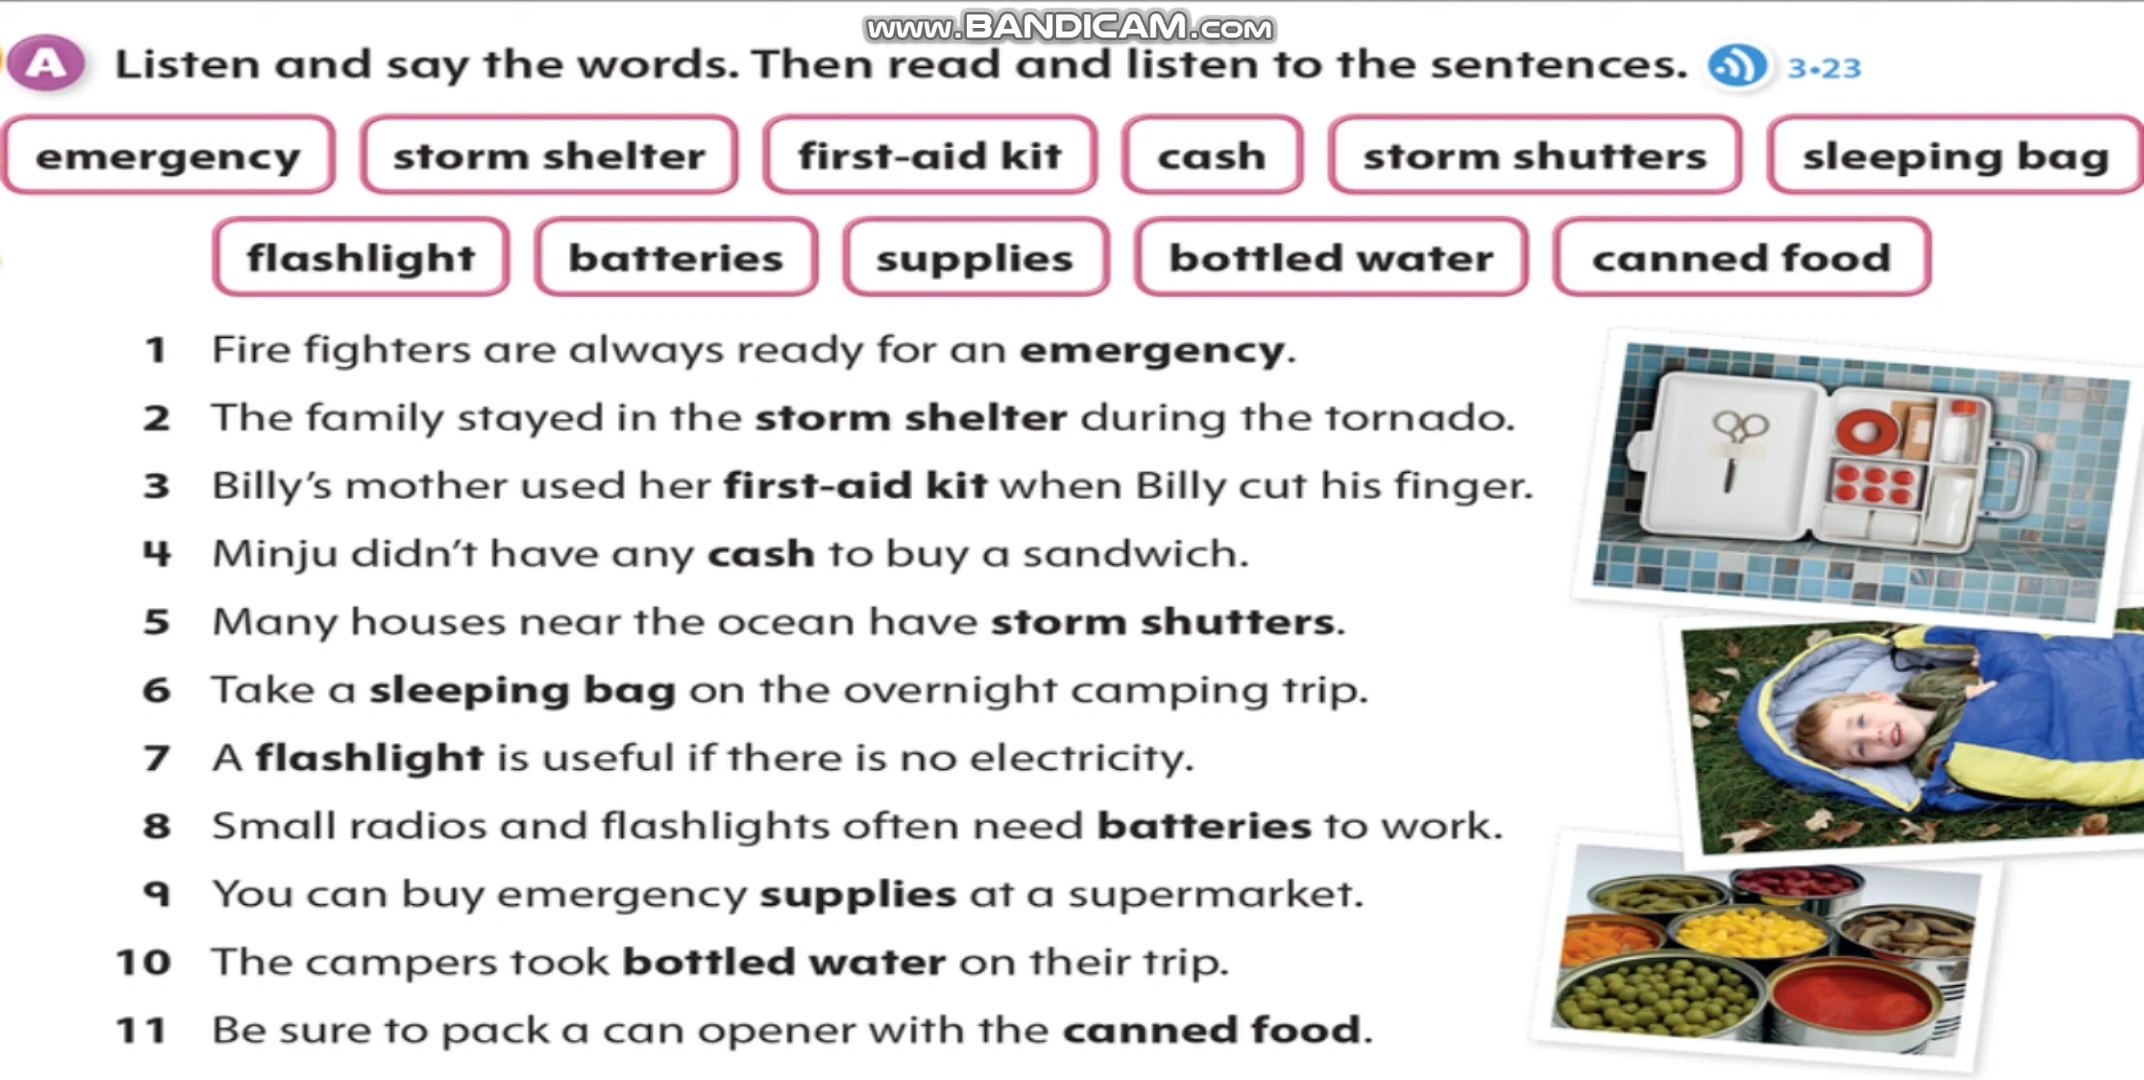 www.BANDICAM.com
A Listen and say the words. Then read and listen to the sentences. 3•23
emergency storm shelter first-aid kit cash storm shutters sleeping bag
flashlight batteries supplies bottled water canned food
1 Fire fighters are always ready for an emergency.
2 The family stayed in the storm shelter during the tornado.
3 Billy’s mother used her first-aid kit when Billy cut his finger.
4 Minju didn’t have any cash to buy a sandwich.
5 Many houses near the ocean have storm shutters.
6 Take a sleeping bag on the overnight camping trip.
7 A flashlight is useful if there is no electricity.
8 Small radios and flashlights often need batteries to work.
9 You can buy emergency supplies at a supermarket.
10 The campers took bottled water on their trip.
11 Be sure to pack a can opener with the canned food.